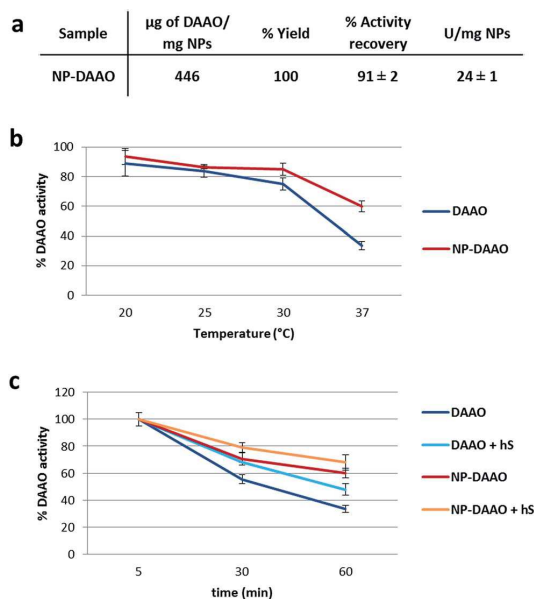 a
Sample
µg of DAAO/
mg NPs
% Yield
% Activity
recovery
U/mg NPs
NP-DAAO
446
100
91 ± 2
24 ± 1
b
% DAAO activity
100
80
60
40
20
0
20
25
30
37
Temperature (°C)
DAAO
NP-DAAO
c
% DAAO activity
120
100
80
60
40
20
0
5
30
60
time (min)
DAAO
DAAO + hS
NP-DAAO
NP-DAAO + hS